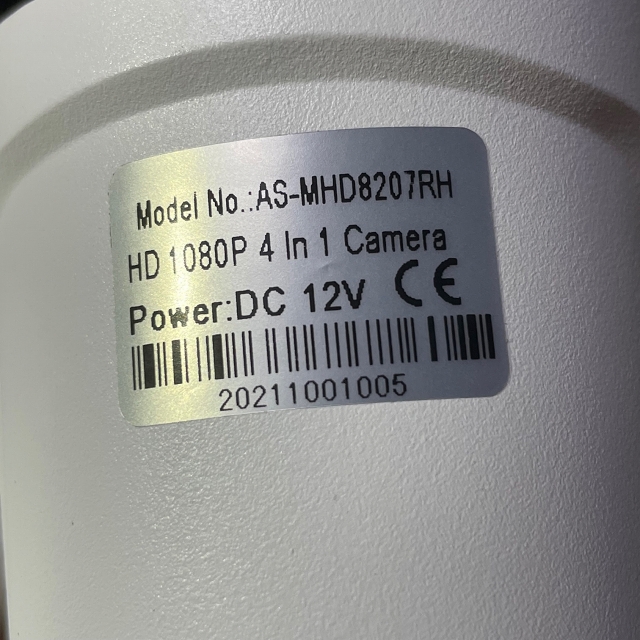 Model No.:AS-MHD8207RH
HD 1080P 4 In 1 Camera
Power:DC 12V CE
20211001005